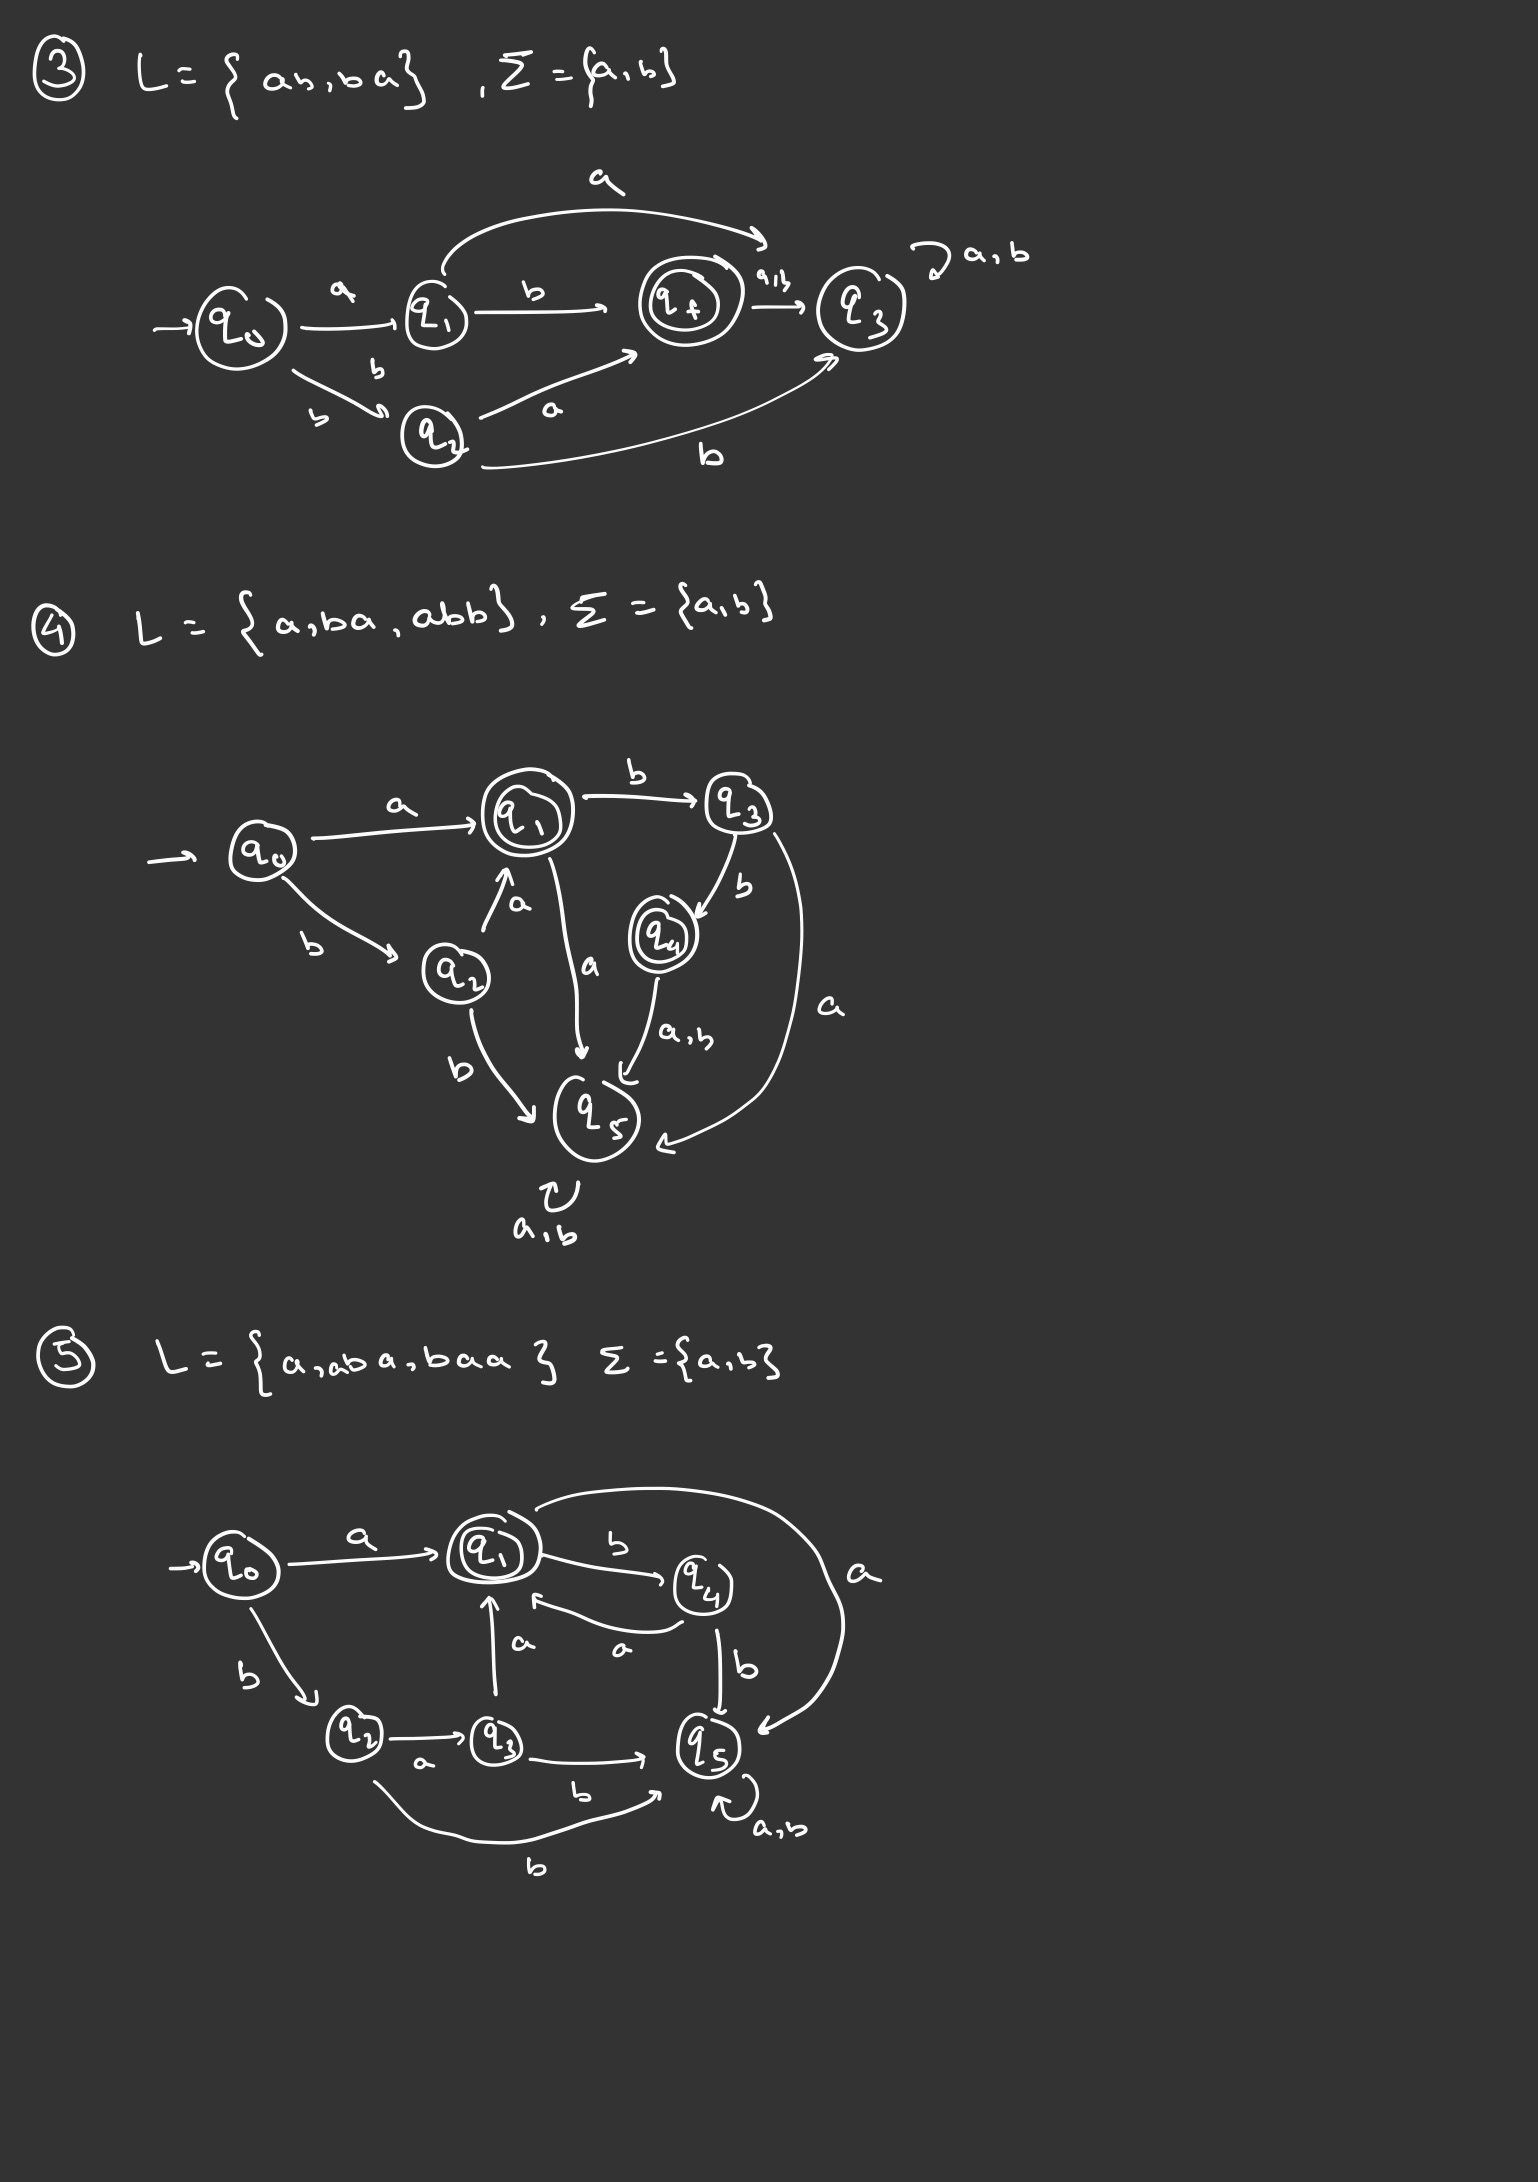 ③ L = { ab, ba } , Σ = {a, b}
a
a, b
a b a, b
q0 q1 qf q3
b
b a
q2
b
④ L = { a, ba, abb} , Σ = {a, b}
b
a q1 q3
q0
b
a q4
b q2 a a
a, b
b
q5
a, b
⑤ L = { a, aba, baa } Σ = {a, b}
a q1 b
q0 q4 a
a a
b b
q2 q3 q5
a
b a, b
b